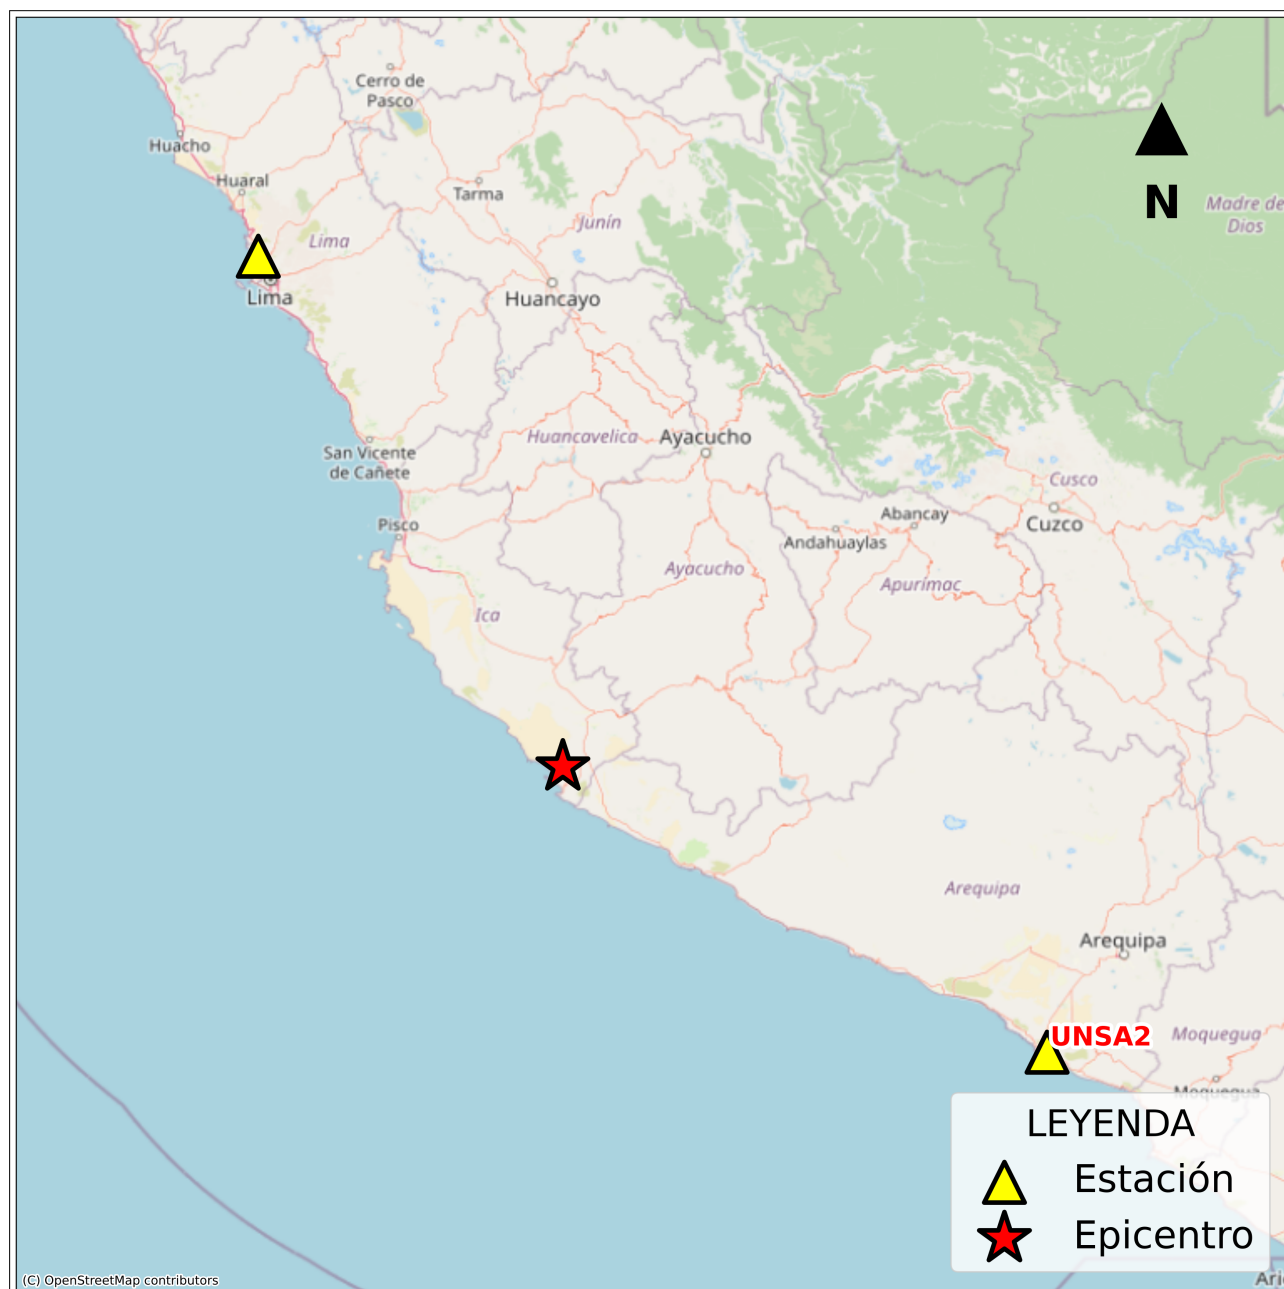 Cerro de
Pasco
Huacho
Huaral
Tarma
N
Madre de
Dios
Junín
Lima
Lima
Huancayo
Huancavelica
Ayacucho
San Vicente
de Cañete
Cusco
Abancay
Pisco
Cuzco
Andahuaylas
Ayacucho
Apurímac
Ica
Arequipa
Arequipa
UNSA2
Moquegua
Moquegua
LEYENDA
Estación
Epicentro
(C) OpenStreetMap contributors